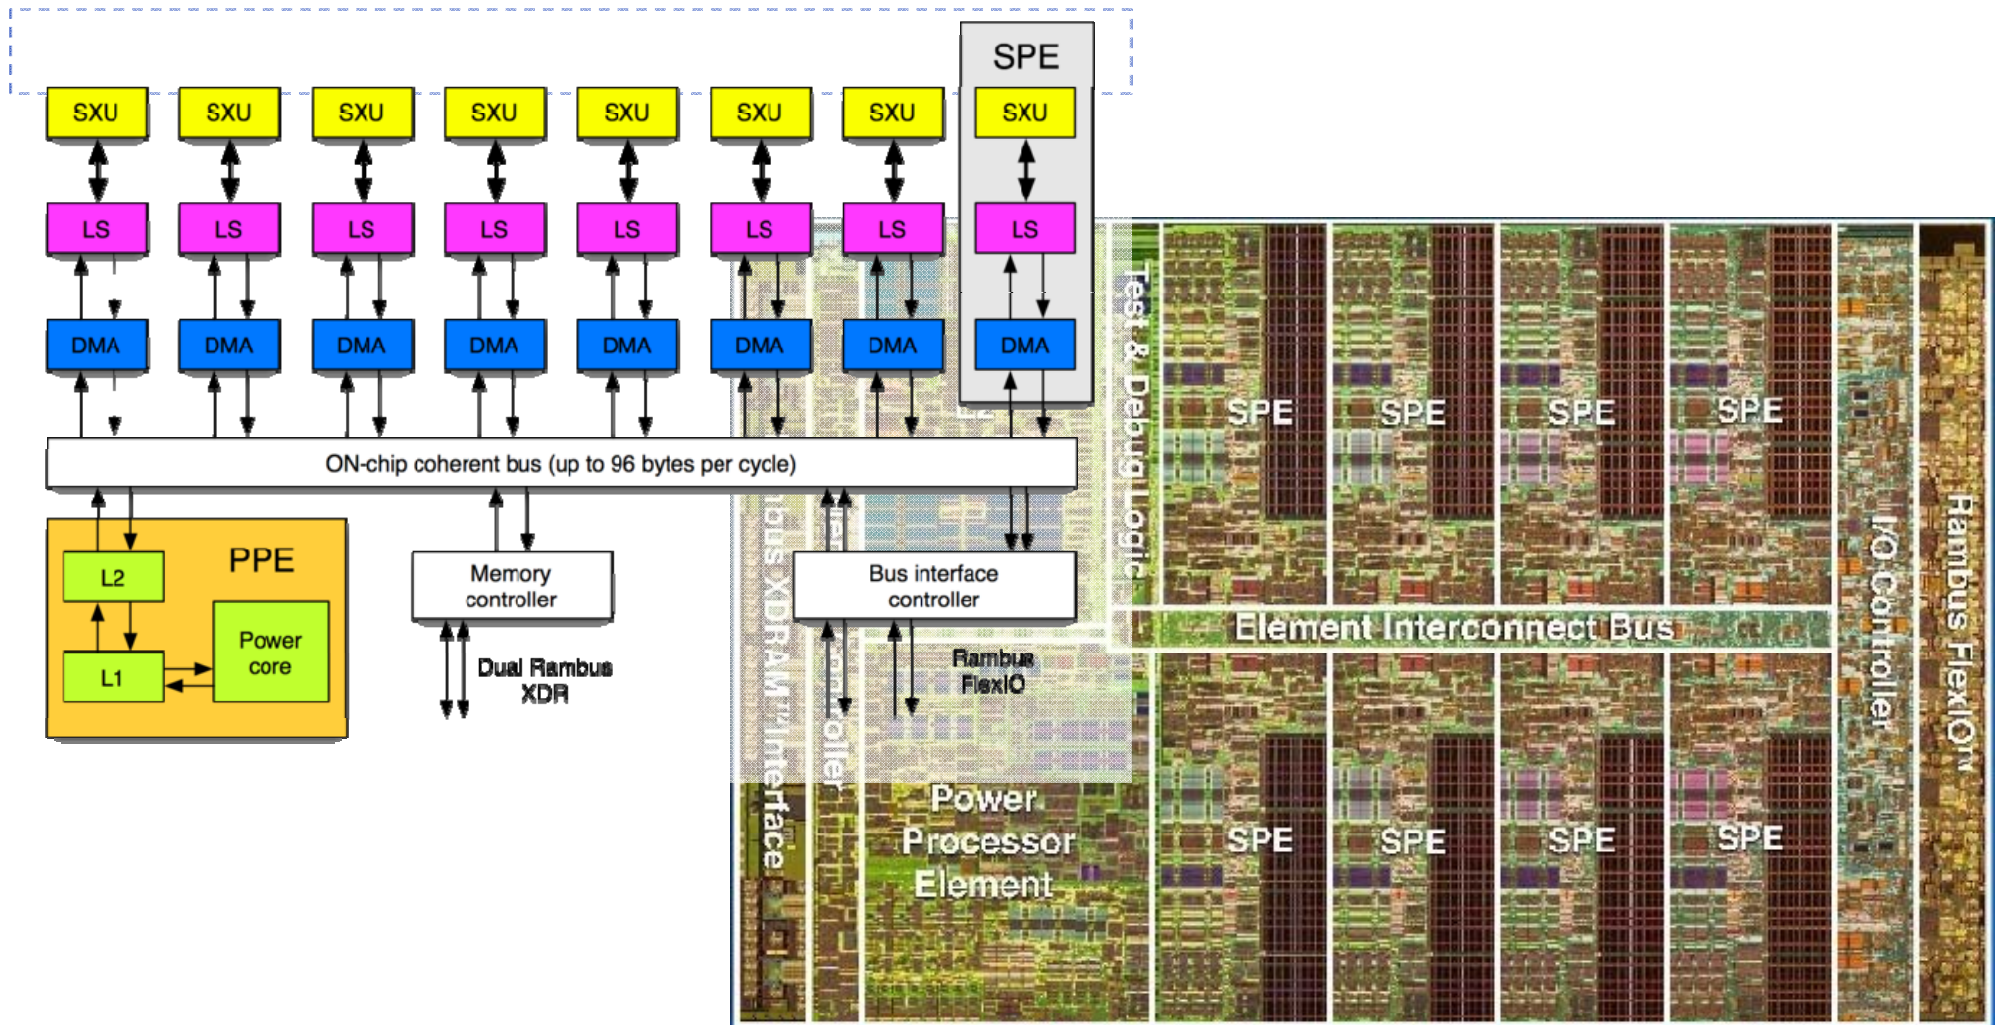 SPE
SXU SXU SXU SXU SXU SXU SXU SXU
LS LS LS LS LS LS LS LS
DMA DMA DMA DMA DMA DMA DMA DMA
ON-chip coherent bus (up to 96 bytes per cycle)
PPE
L2
L1
Power
core
Memory
controller
Dual Rambus
XDR
Bus interface
controller
Rambus
FlexIO
Test & Debug Logic
SPE SPE SPE SPE
Element Interconnect Bus
Power
Processor
Element
SPE SPE SPE SPE
I/O Controller
Rambus FlexIO™